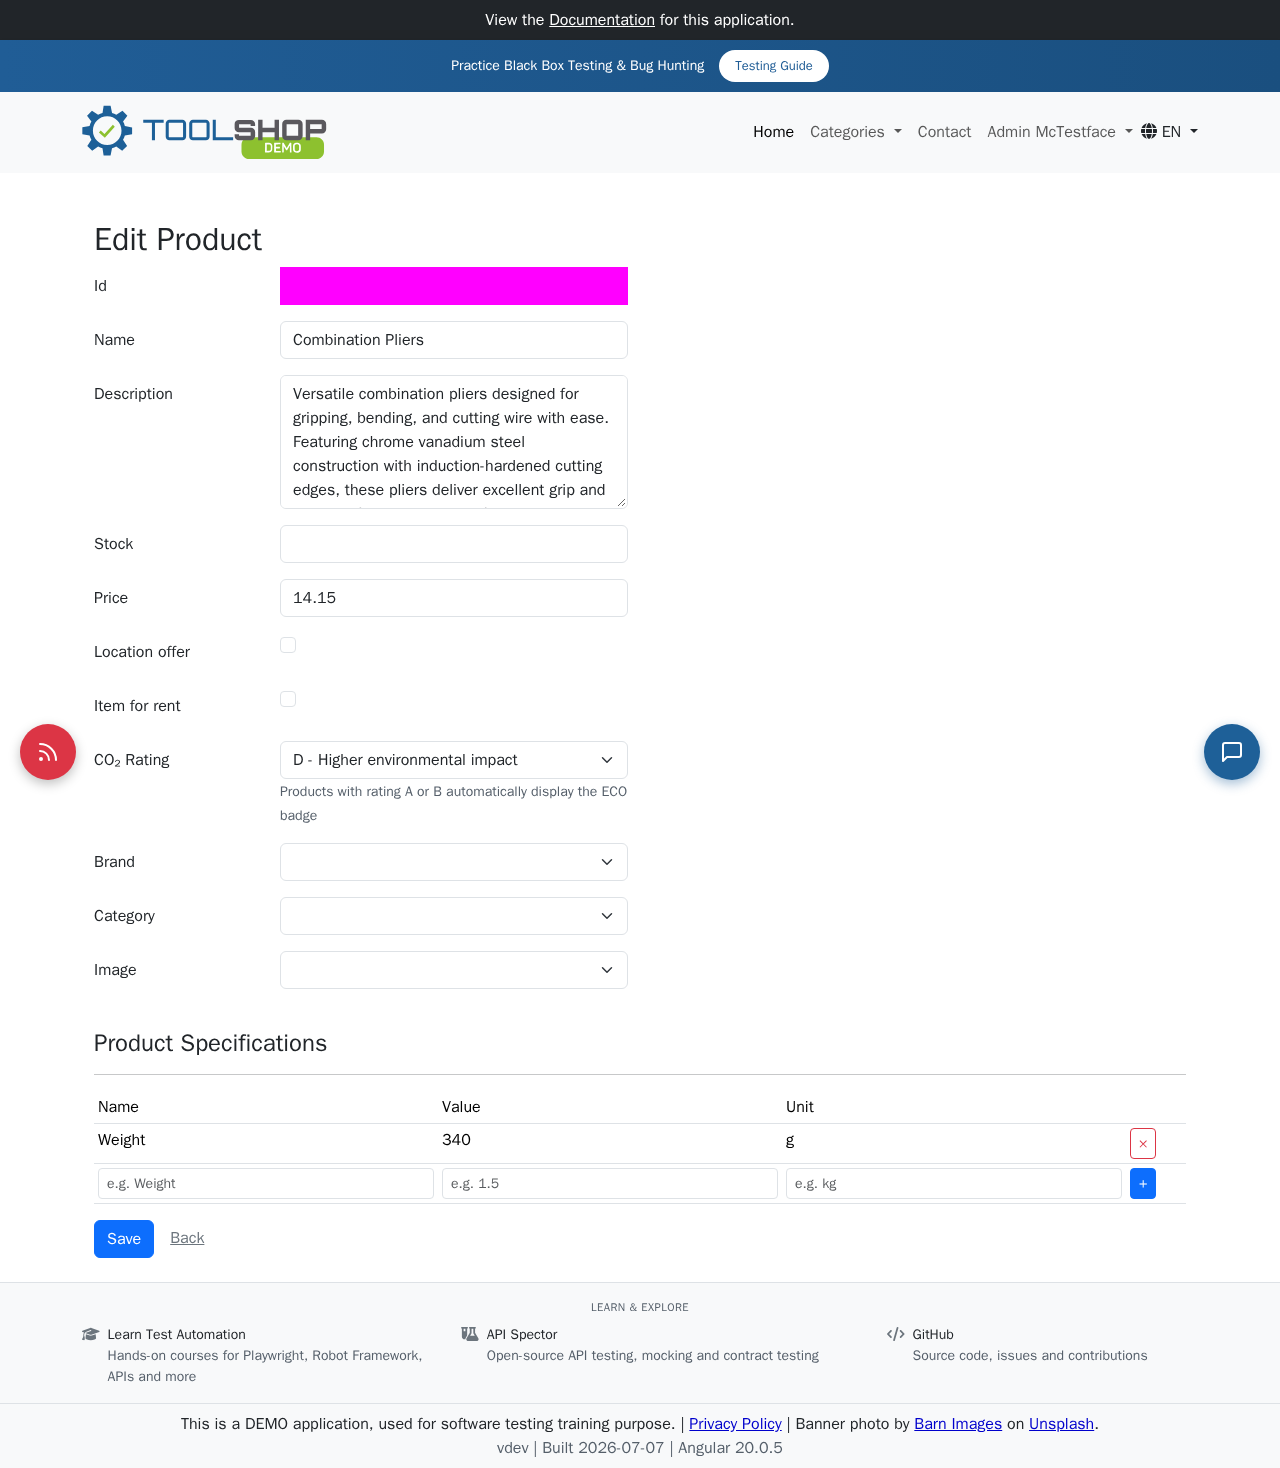 View the Documentation for this application.
Practice Black Box Testing & Bug Hunting Testing Guide
TOOLSHOP
DEMO
Home Categories Contact Admin McTestface EN
Edit Product
Id
Name Combination Pliers
Description Versatile combination pliers designed for
gripping, bending, and cutting wire with ease.
Featuring chrome vanadium steel
construction with induction-hardened cutting
edges, these pliers deliver excellent grip and
Stock
Price 14.15
Location offer
Item for rent
CO₂ Rating D - Higher environmental impact
Products with rating A or B automatically display the ECO
badge
Brand
Category
Image
Product Specifications
Name Value Unit
Weight 340 g ×
e.g. Weight e.g. 1.5 e.g. kg +
Save Back
LEARN & EXPLORE
Learn Test Automation API Spector GitHub
Hands-on courses for Playwright, Robot Framework, Open-source API testing, mocking and contract testing Source code, issues and contributions
APIs and more
This is a DEMO application, used for software testing training purpose. | Privacy Policy | Banner photo by Barn Images on Unsplash.
vdev | Built 2026-07-07 | Angular 20.0.5